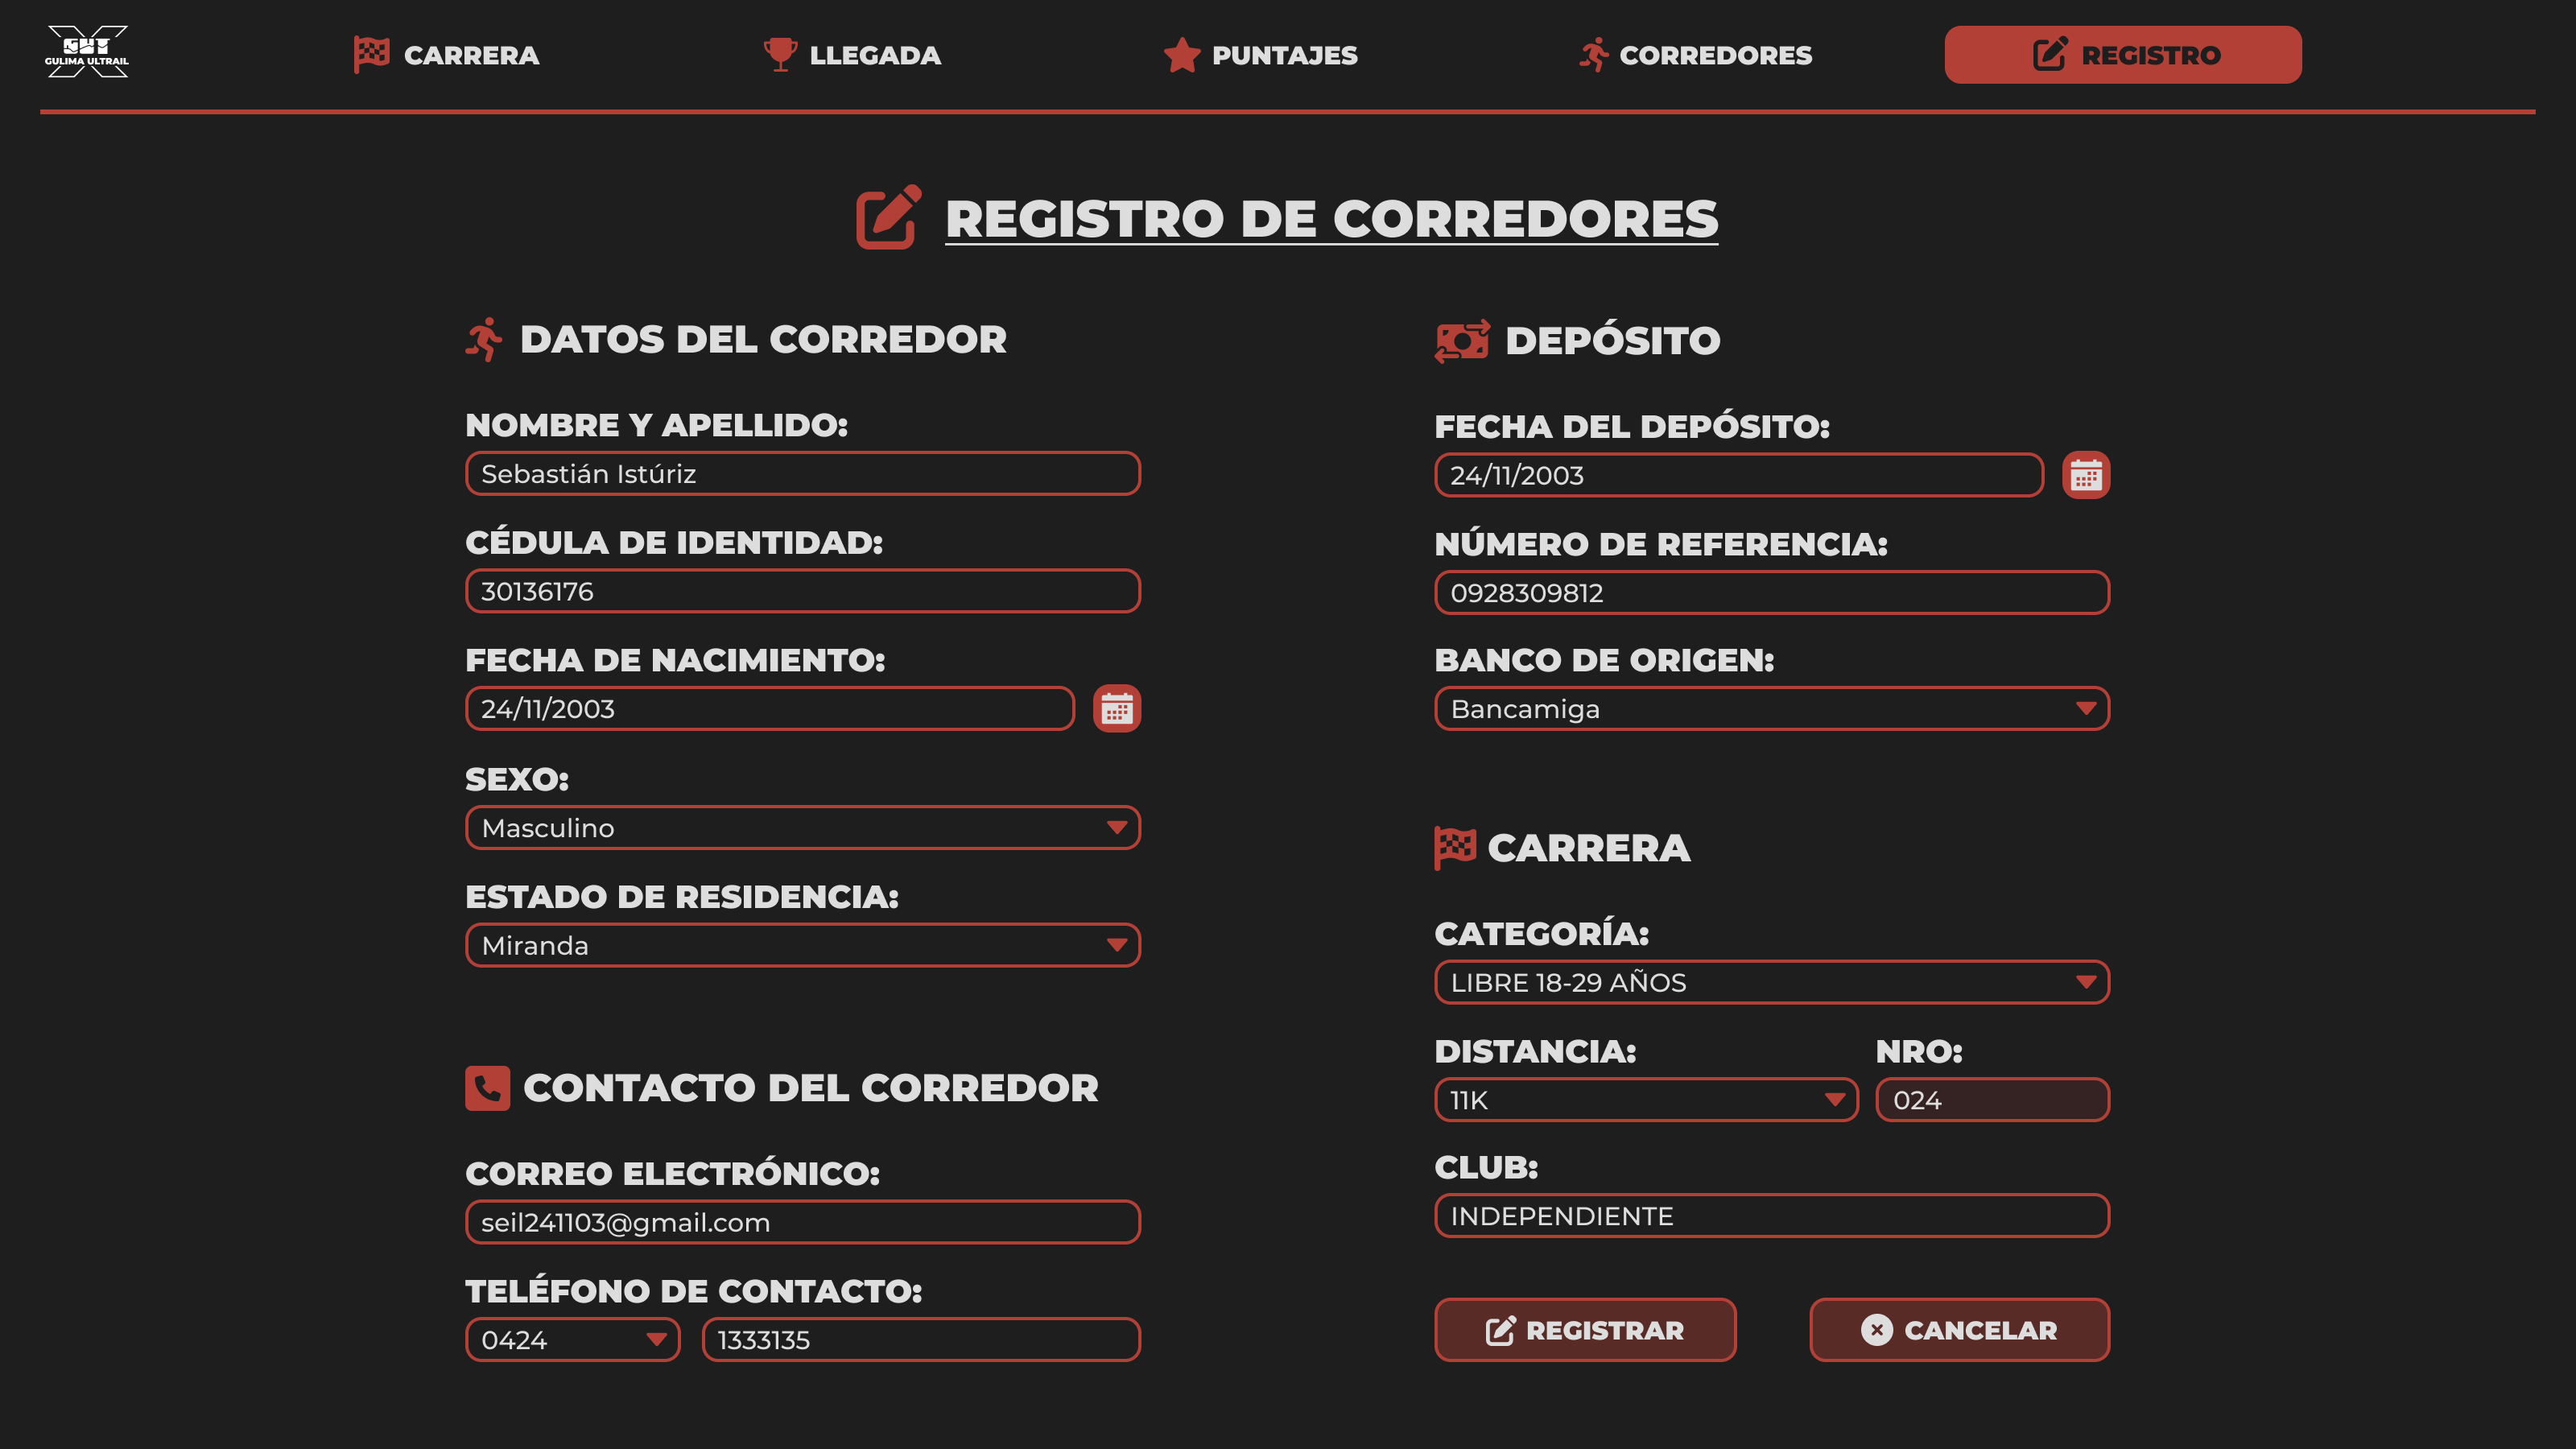 GUT
GULIMA ULTRAIL
CARRERA
LLEGADA
PUNTAJES
CORREDORES
REGISTRO
REGISTRO DE CORREDORES
DATOS DEL CORREDOR
NOMBRE Y APELLIDO:
Sebastián Istúriz
CÉDULA DE IDENTIDAD:
30136176
FECHA DE NACIMIENTO:
24/11/2003
SEXO:
Masculino
ESTADO DE RESIDENCIA:
Miranda
CONTACTO DEL CORREDOR
CORREO ELECTRÓNICO:
seil241103@gmail.com
TELÉFONO DE CONTACTO:
0424 1333135
DEPÓSITO
FECHA DEL DEPÓSITO:
24/11/2003
NÚMERO DE REFERENCIA:
0928309812
BANCO DE ORIGEN:
Bancamiga
CARRERA
CATEGORÍA:
LIBRE 18-29 AÑOS
DISTANCIA: NRO:
11K 024
CLUB:
INDEPENDIENTE
REGISTRAR CANCELAR